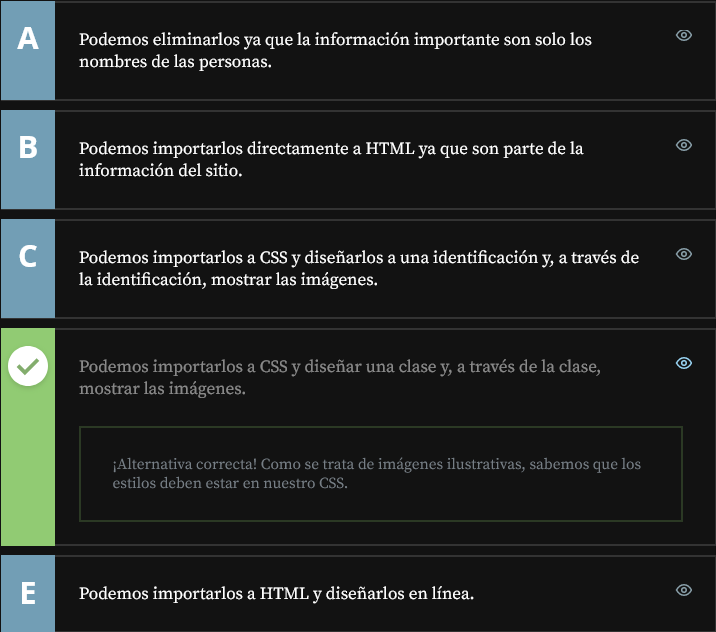 A
Podemos eliminarlos ya que la información importante son solo los
nombres de las personas.
B
Podemos importarlos directamente a HTML ya que son parte de la
información del sitio.
C
Podemos importarlos a CSS y diseñarlos a una identificación y, a través de
la identificación, mostrar las imágenes.
Podemos importarlos a CSS y diseñar una clase y, a través de la clase,
mostrar las imágenes.
¡Alternativa correcta! Como se trata de imágenes ilustrativas, sabemos que los
estilos deben estar en nuestro CSS.
E
Podemos importarlos a HTML y diseñarlos en línea.